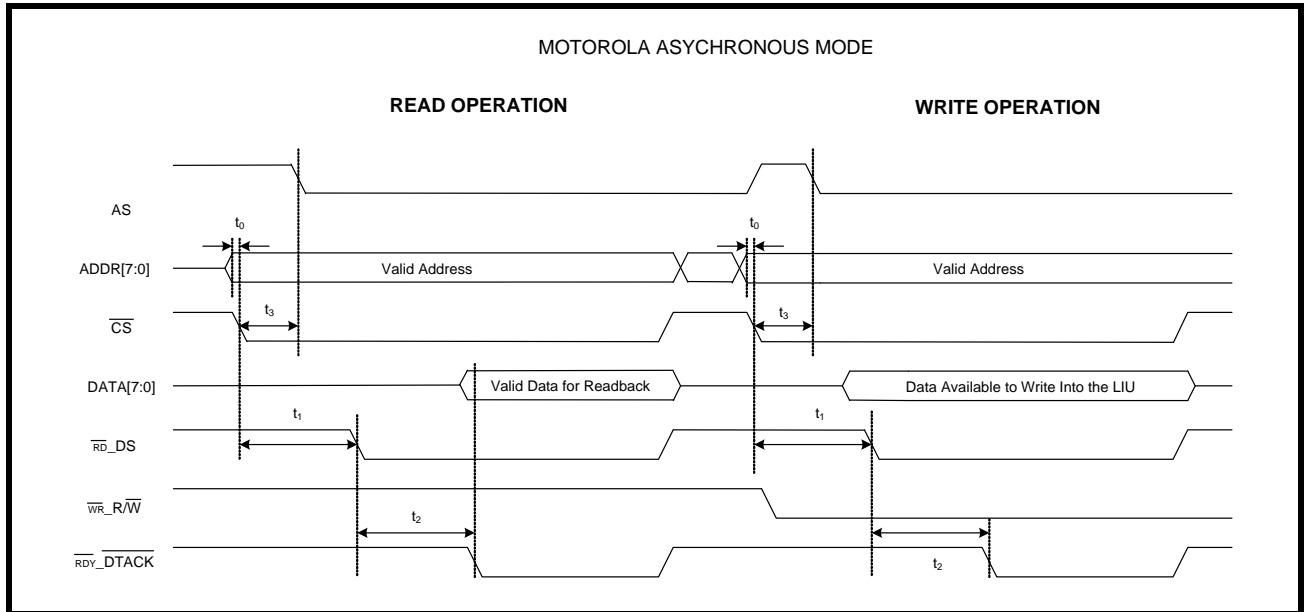 MOTOROLA ASYCHRONOUS MODE
READ OPERATION
WRITE OPERATION
AS
t0
t0
ADDR[7:0]
Valid Address
Valid Address
t3
t3
CS
DATA[7:0]
Valid Data for Readback
Data Available to Write Into the LIU
t1
t1
RD_DS
WR_R/W
t2
t2
RDY_DTACK